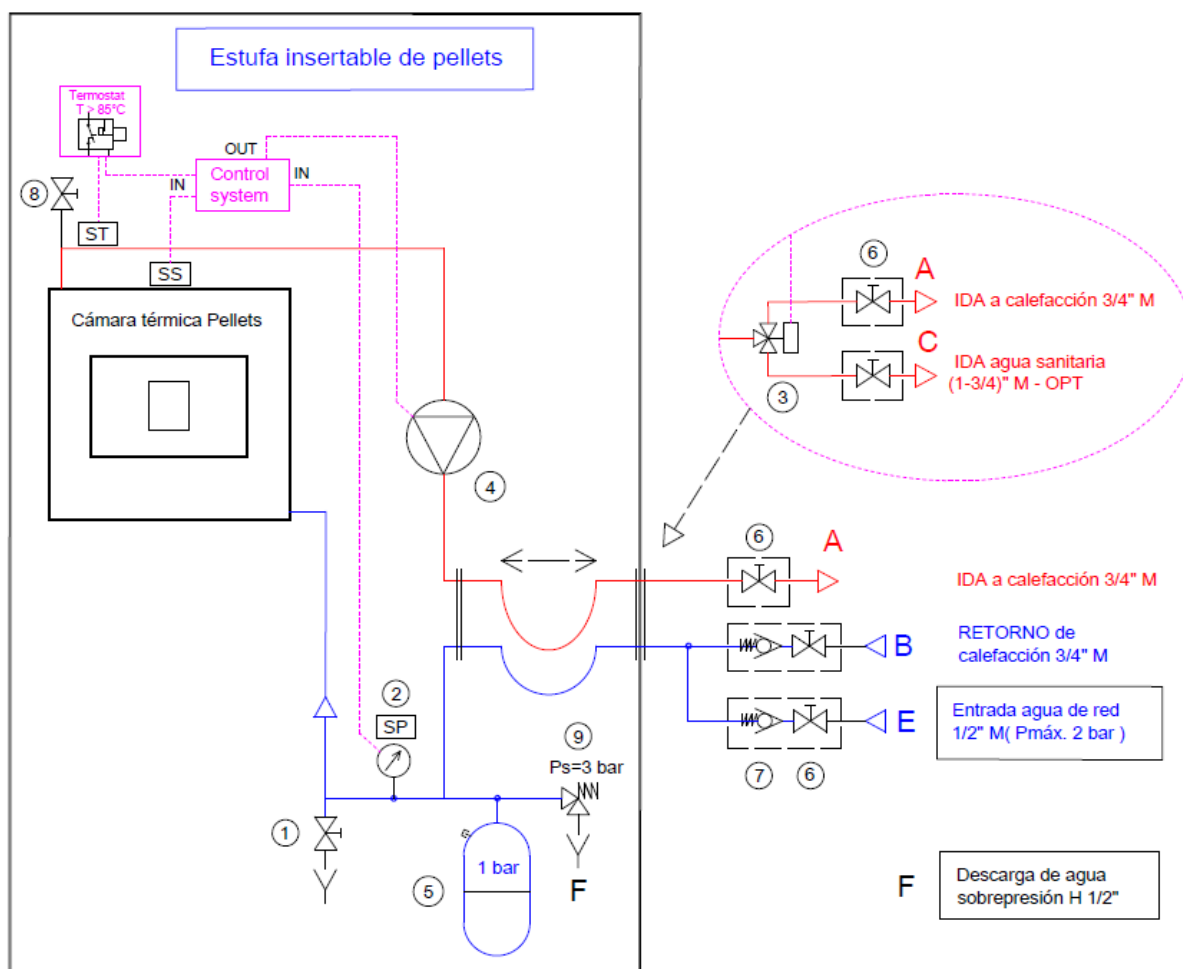 Estufa insertable de pellets
Termostat
T > 85°C
OUT
IN
Control
system
IN
8
ST
SS
Cámara térmica Pellets
4
6
A
IDA a calefacción 3/4" M
C
IDA agua sanitaria
(1-3/4)" M - OPT
3
6
A
IDA a calefacción 3/4" M
B
RETORNO de
calefacción 3/4" M
E
Entrada agua de red
1/2" M( Pmáx. 2 bar )
7
6
2
SP
9
Ps=3 bar
1
1 bar
5
F
F
Descarga de agua
sobrepresión H 1/2"